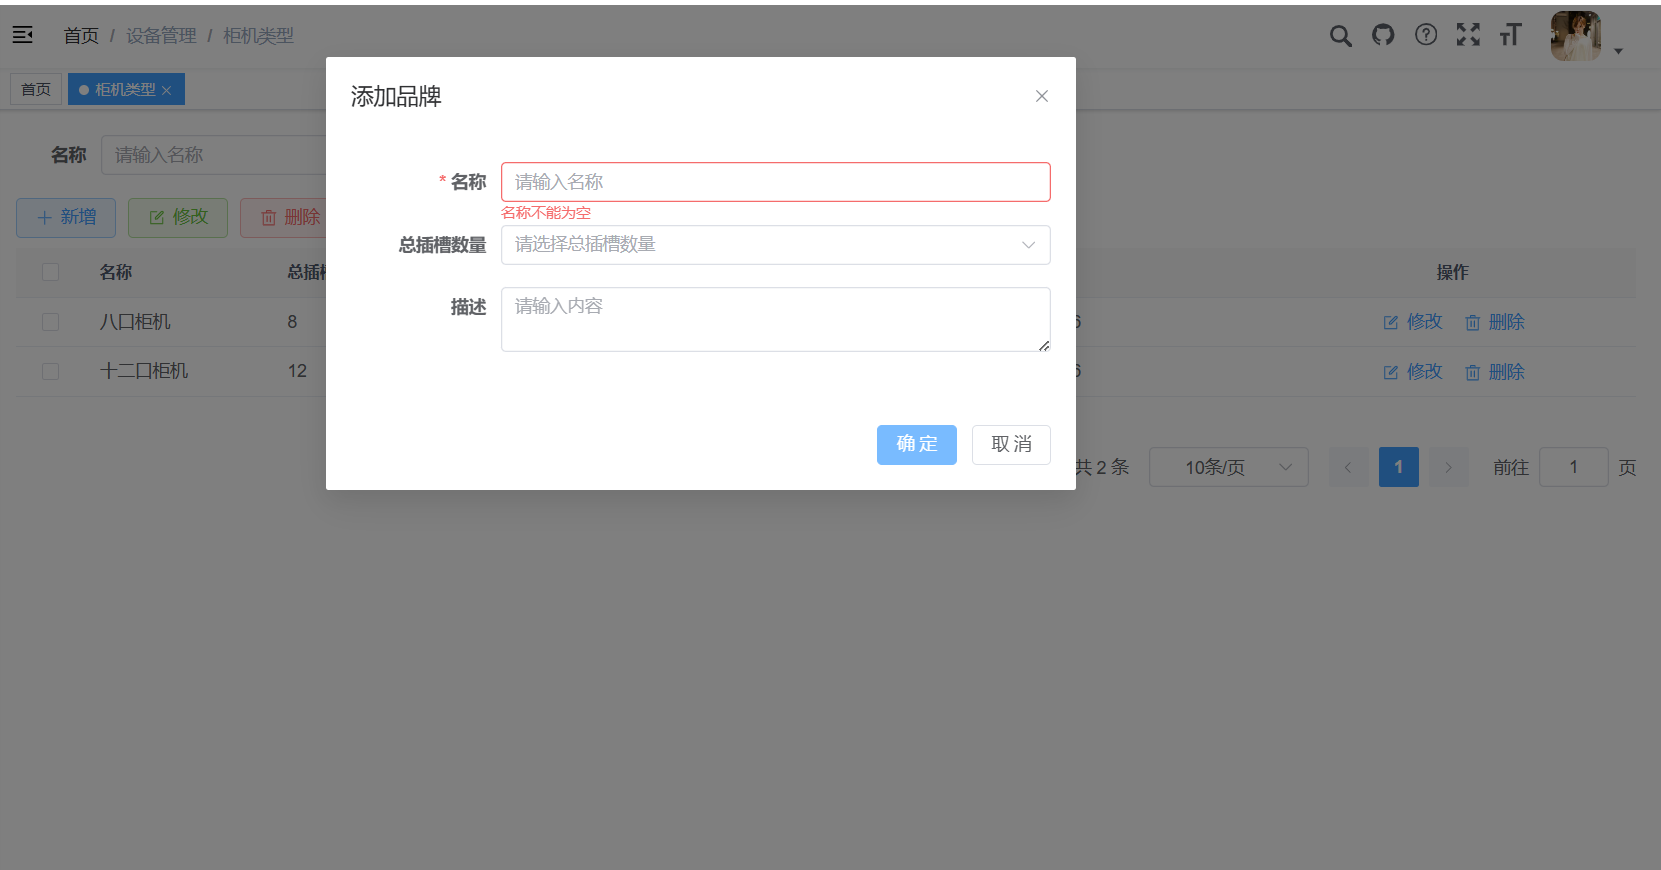 首页 / 设备管理 / 柜机类型
首页
柜机类型
添加品牌
名称 请输入名称
* 名称 请输入名称
名称不能为空
新增 修改 删除
总插槽数量 请选择总插槽数量
名称 总插 操作
描述 请输入内容
八口柜机 8 修改 删除
十二口柜机 12 修改 删除
确定 取消
共 2 条 10条/页 1 前往 1 页